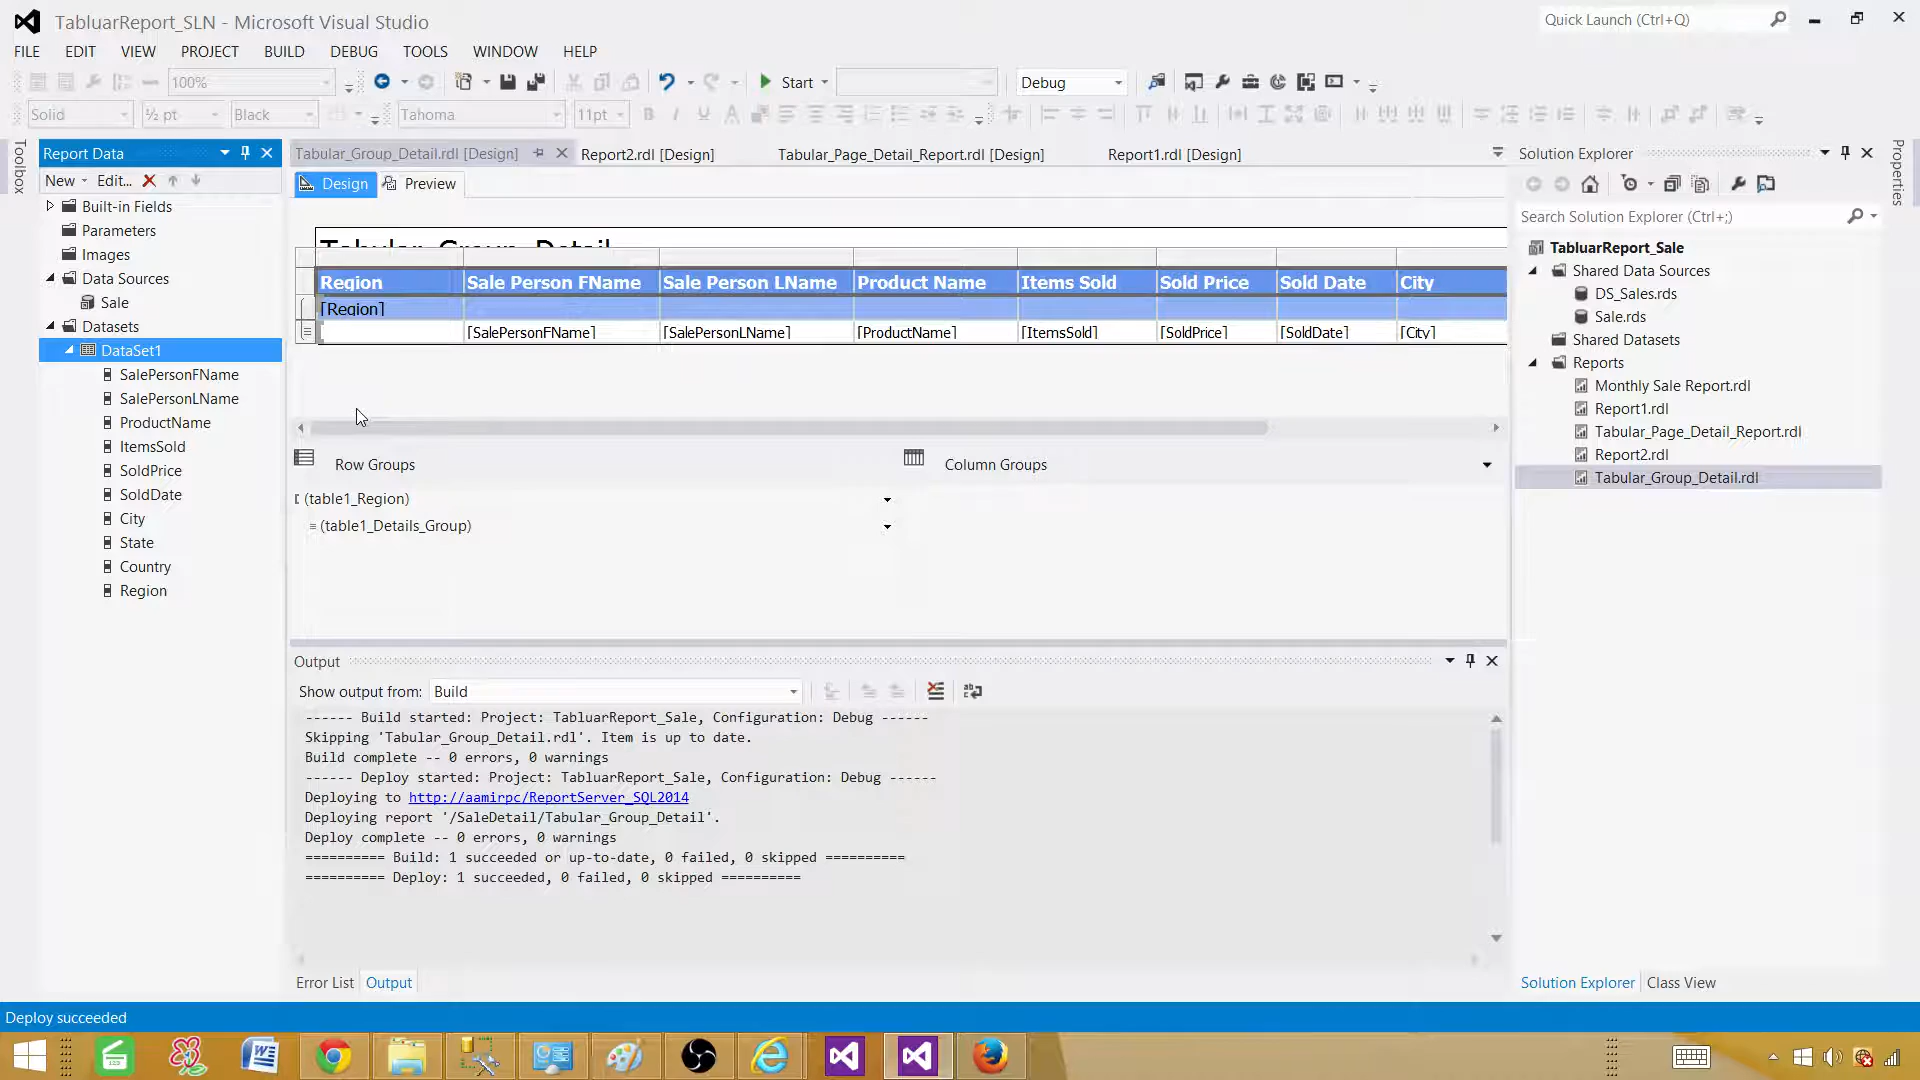 TabluarReport_SLN - Microsoft Visual Studio
Quick Launch (Ctrl+Q)
FILE EDIT VIEW PROJECT BUILD DEBUG TOOLS WINDOW HELP
100%
Start
Debug
Solid
½ pt
Black
Tahoma
11pt
Toolbox
Report Data
New
Edit...
Built-in Fields
Parameters
Images
Data Sources
Sale
Datasets
DataSet1
SalePersonFName
SalePersonLName
ProductName
ItemsSold
SoldPrice
SoldDate
City
State
Country
Region
Tabular_Group_Detail.rdl [Design]
Report2.rdl [Design]
Tabular_Page_Detail_Report.rdl [Design]
Report1.rdl [Design]
Design
Preview
Tabular_Group_Detail
Region Sale Person FName Sale Person LName Product Name Items Sold Sold Price Sold Date City
[Region]
[SalePersonFName] [SalePersonLName] [ProductName] [ItemsSold] [SoldPrice] [SoldDate] [City]
Row Groups
Column Groups
(table1_Region)
(table1_Details_Group)
Output
Show output from: Build
------ Build started: Project: TabluarReport_Sale, Configuration: Debug ------
Skipping 'Tabular_Group_Detail.rdl'. Item is up to date.
Build complete -- 0 errors, 0 warnings
------ Deploy started: Project: TabluarReport_Sale, Configuration: Debug ------
Deploying to http://aamirpc/ReportServer_SQL2014
Deploying report '/SaleDetail/Tabular_Group_Detail'.
Deploy complete -- 0 errors, 0 warnings
========== Build: 1 succeeded or up-to-date, 0 failed, 0 skipped ==========
========== Deploy: 1 succeeded, 0 failed, 0 skipped ==========
Error List
Output
Solution Explorer
Search Solution Explorer (Ctrl+;)
TabluarReport_Sale
Shared Data Sources
DS_Sales.rds
Sale.rds
Shared Datasets
Reports
Monthly Sale Report.rdl
Report1.rdl
Tabular_Page_Detail_Report.rdl
Report2.rdl
Tabular_Group_Detail.rdl
Solution Explorer
Class View
Properties
Deploy succeeded